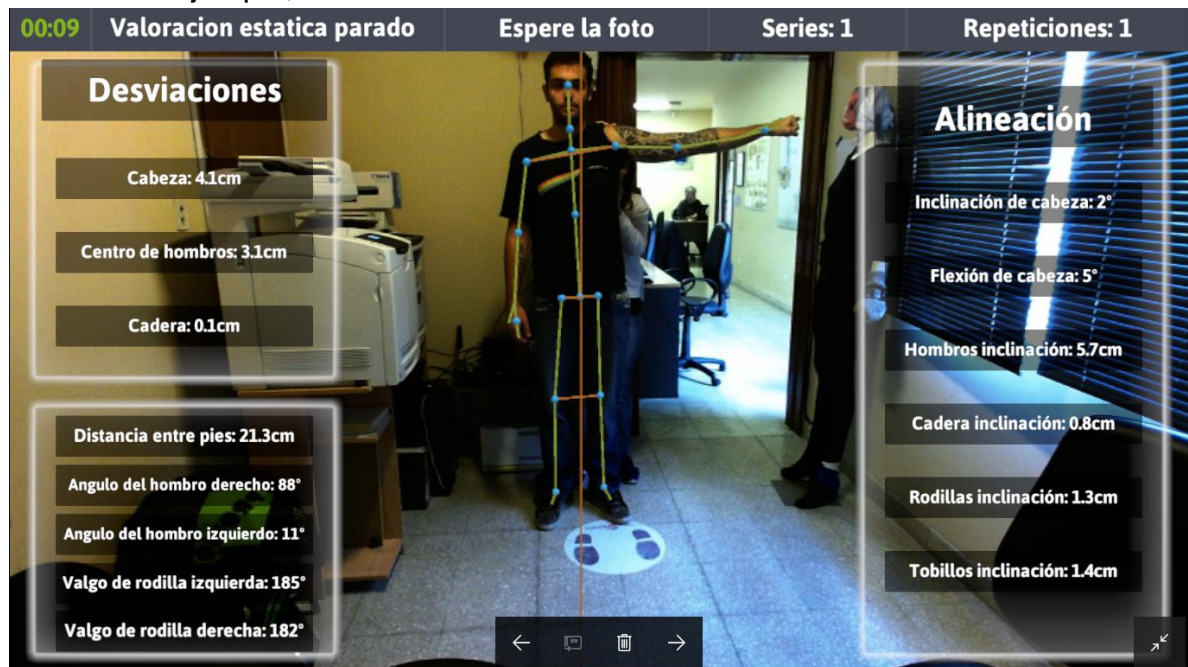 00:09 Valoracion estatica parado Espere la foto Series: 1 Repeticiones: 1
Desviaciones
Cabeza: 4.1cm
Centro de hombros: 3.1cm
Cadera: 0.1cm
Distancia entre pies: 21.3cm
Angulo del hombro derecho: 88°
Angulo del hombro izquierdo: 11°
Valgo de rodilla izquierda: 185°
Valgo de rodilla derecha: 182°
Alineación
Inclinación de cabeza: 2°
Flexión de cabeza: 5°
Hombros inclinación: 5.7cm
Cadera inclinación: 0.8cm
Rodillas inclinación: 1.3cm
Tobillos inclinación: 1.4cm